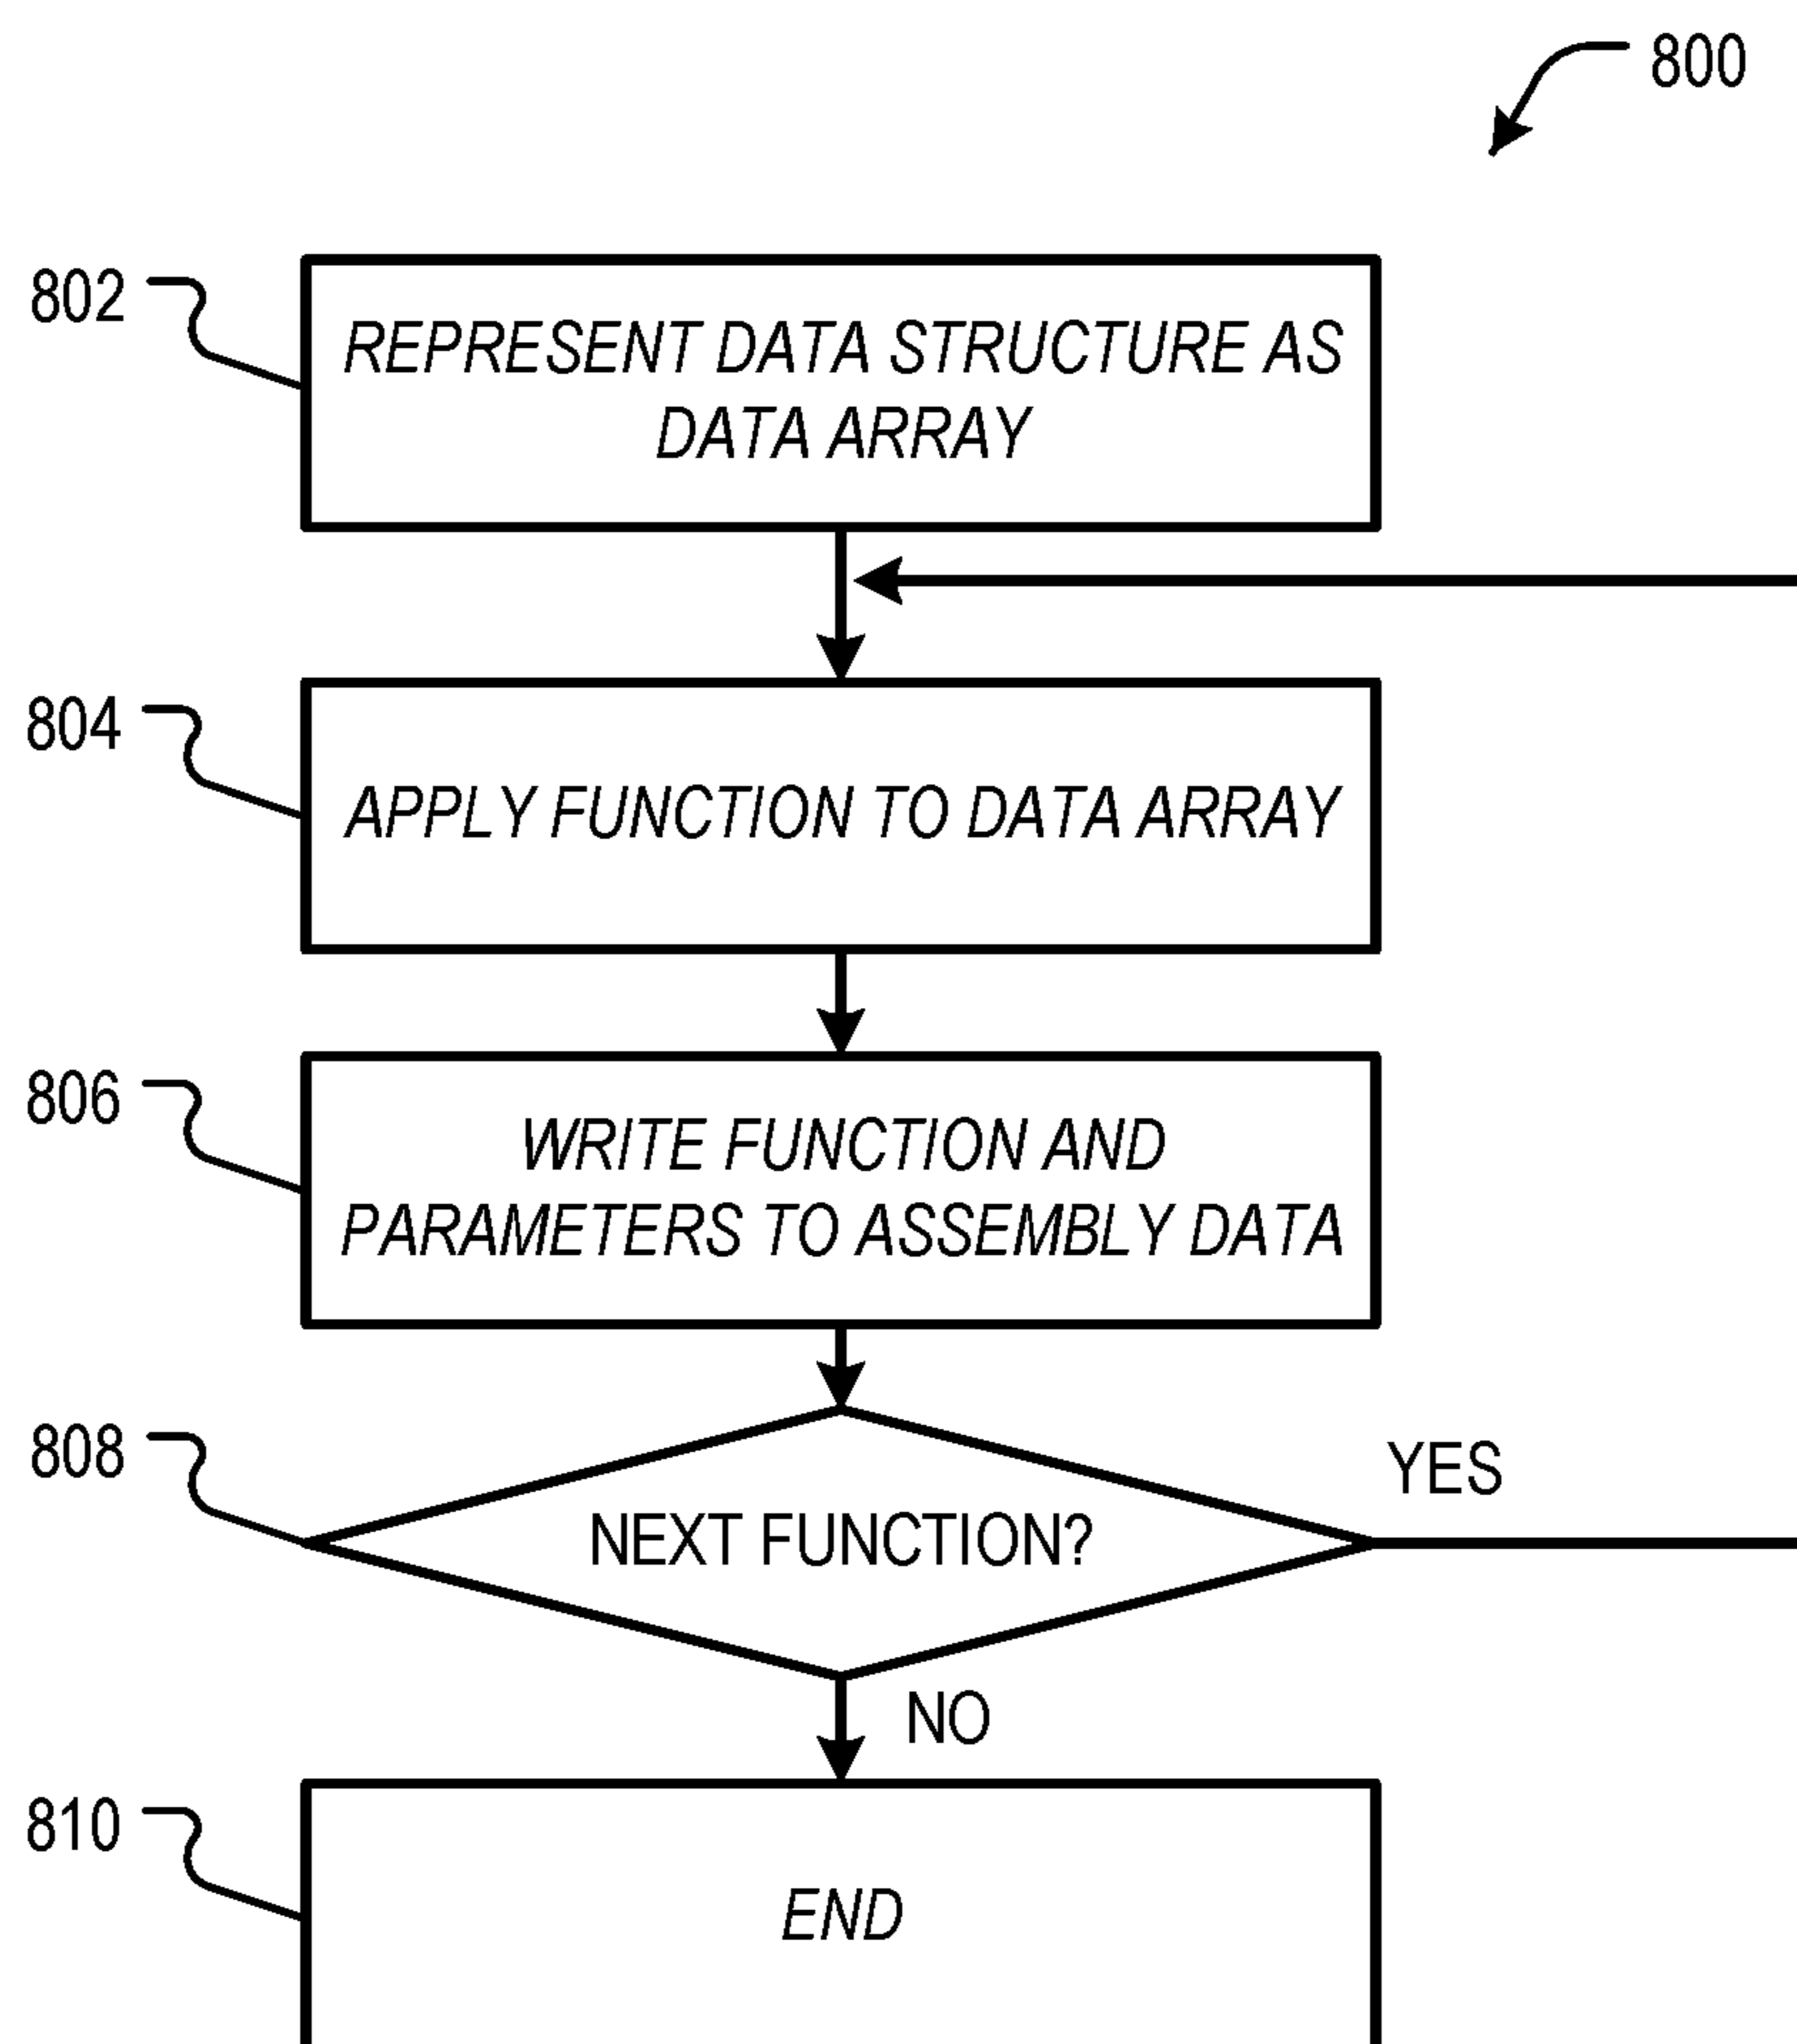 800
802
REPRESENT DATA STRUCTURE AS
DATA ARRAY
804
APPLY FUNCTION TO DATA ARRAY
806
WRITE FUNCTION AND
PARAMETERS TO ASSEMBLY DATA
808
YES
NEXT FUNCTION?
NO
810
END